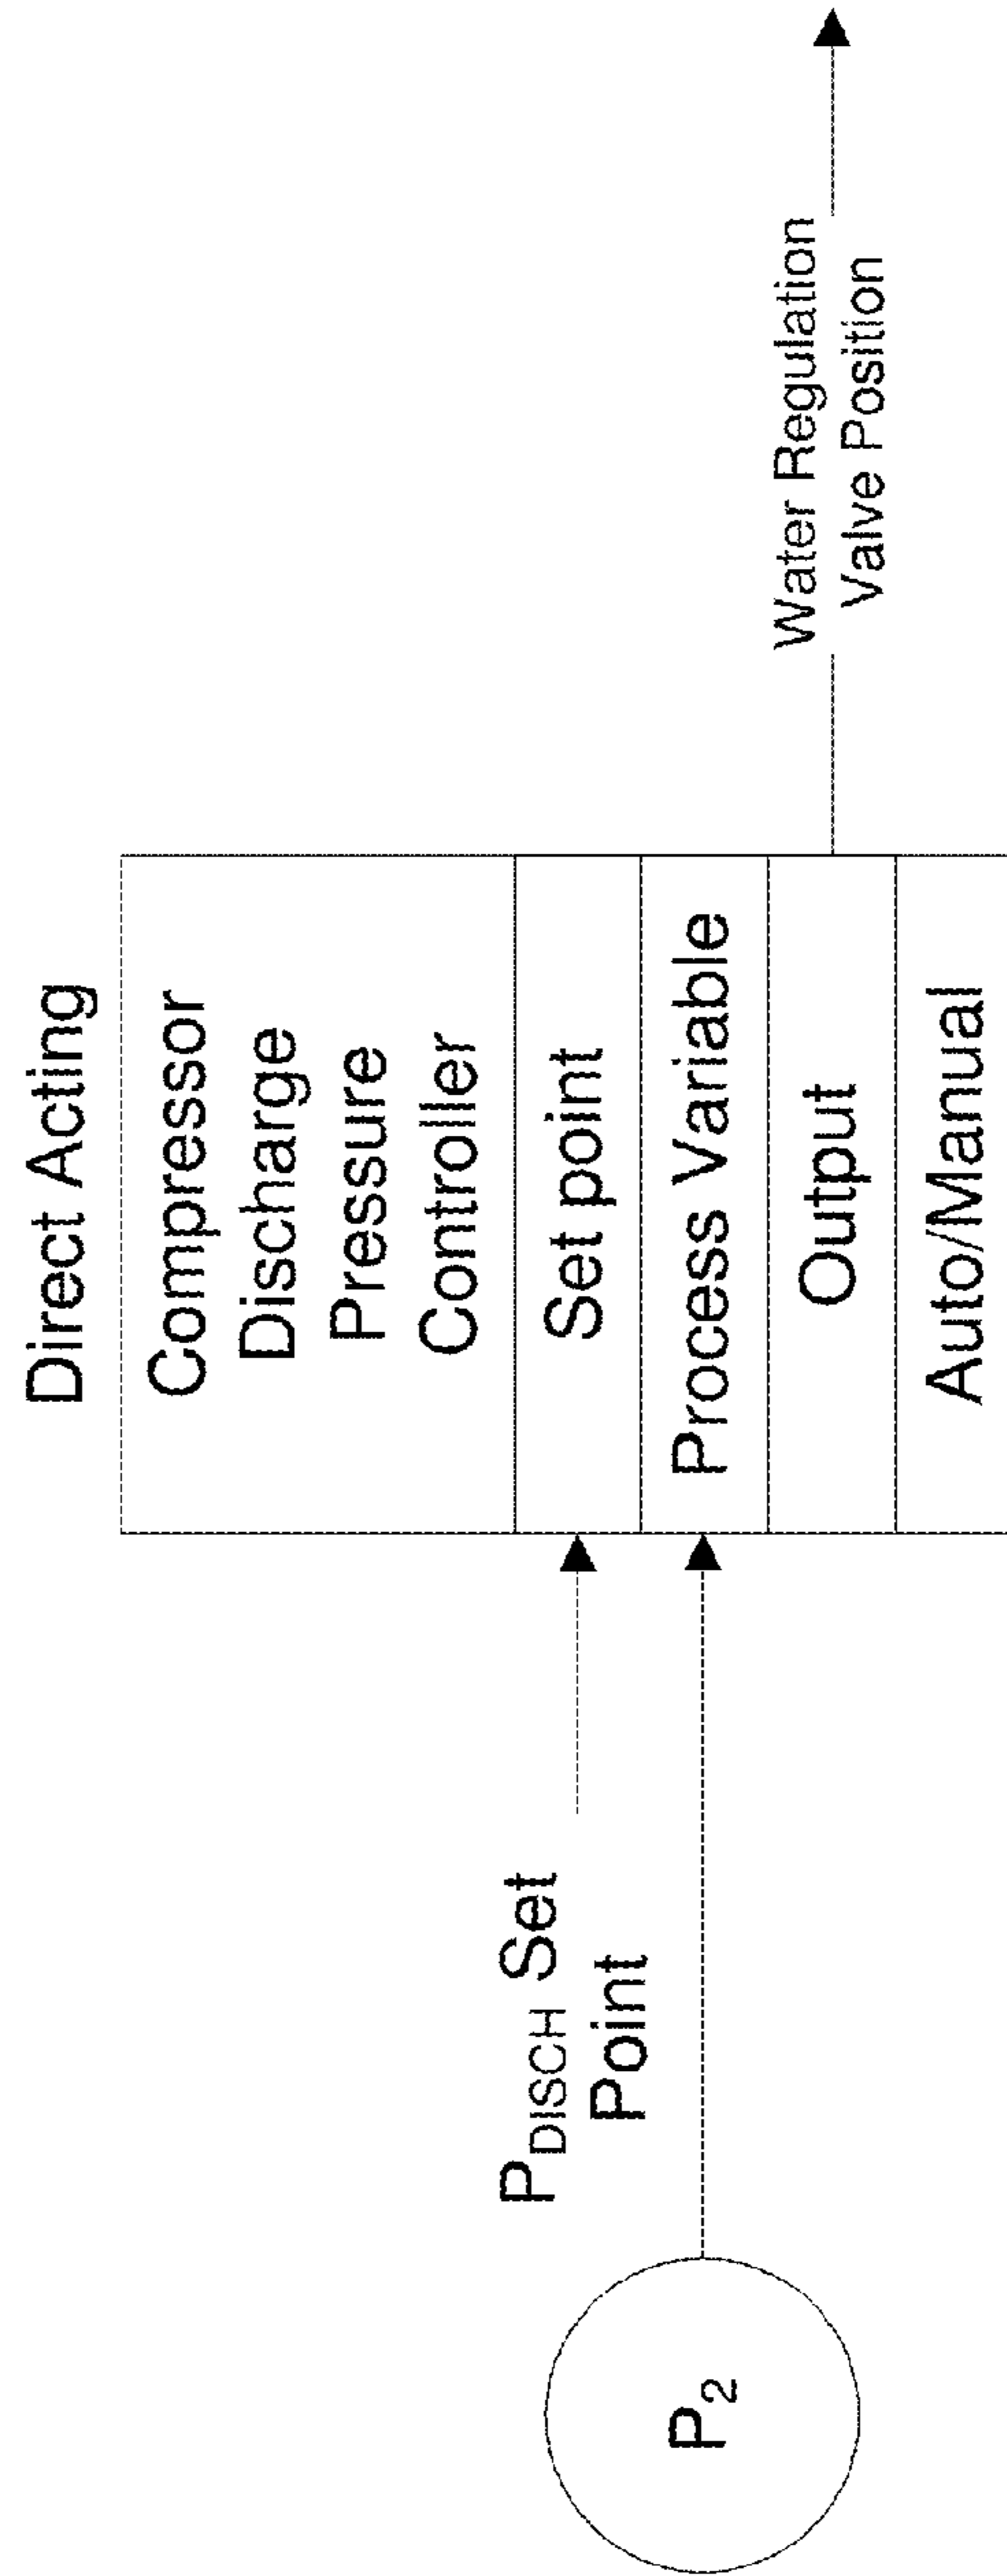 Direct Acting
Compressor
Discharge
Pressure
Controller
P_DISCH Set
Point
Set point
P₂
Process Variable
Output
Water Regulation
Valve Position
Auto/Manual